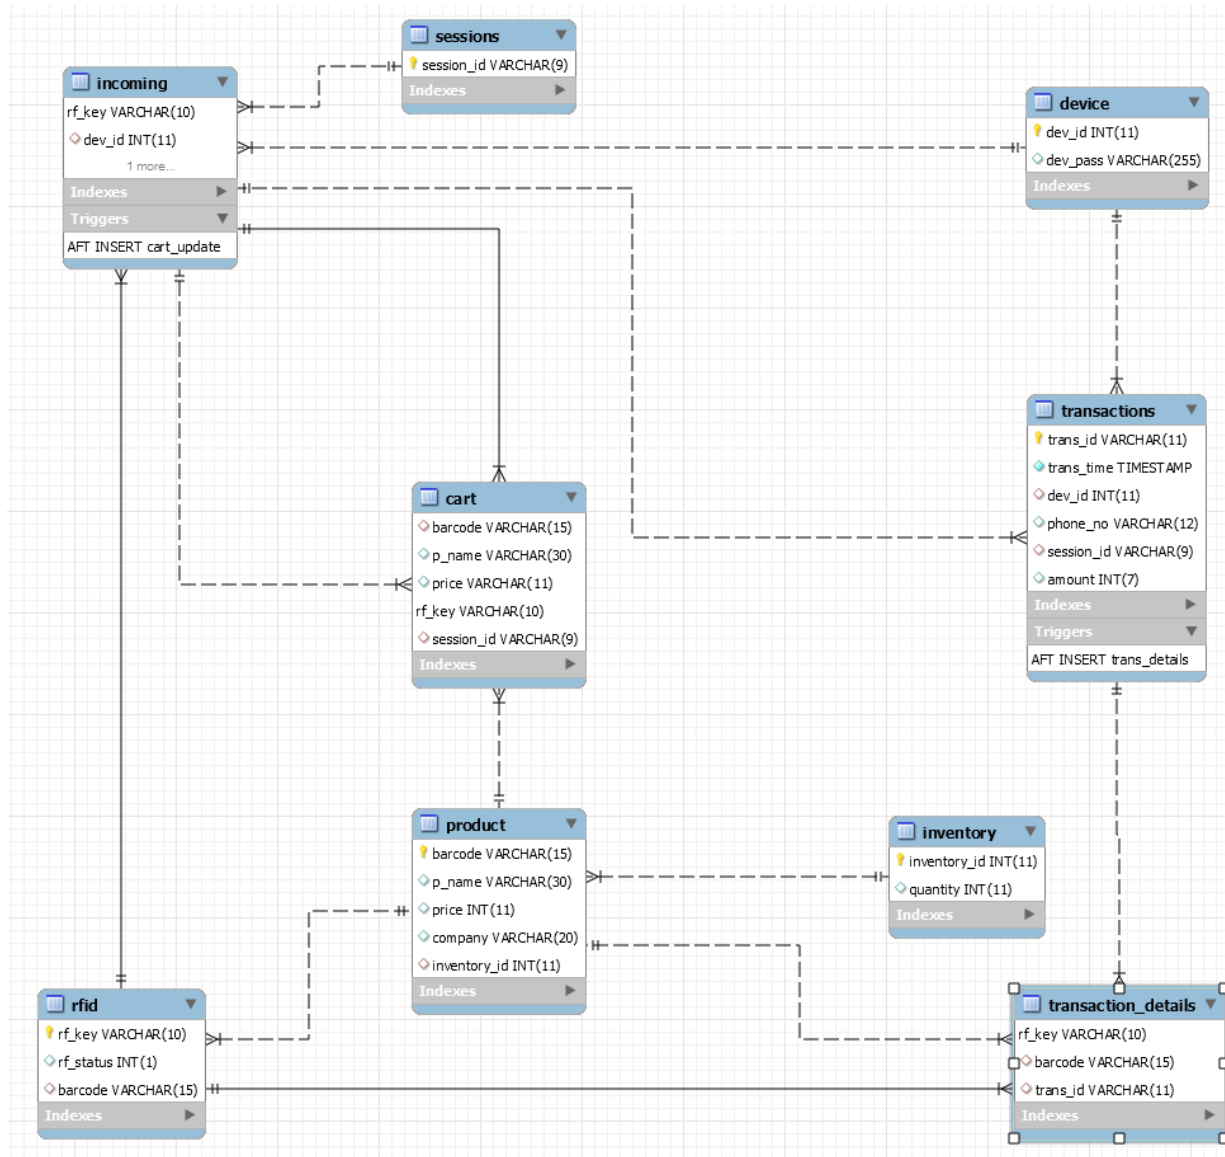 sessions
session_id VARCHAR(9)
Indexes
incoming
rf_key VARCHAR(10)
dev_id INT(11)
1 more...
Indexes
Triggers
AFT INSERT cart_update
device
dev_id INT(11)
dev_pass VARCHAR(255)
Indexes
transactions
trans_id VARCHAR(11)
trans_time TIMESTAMP
dev_id INT(11)
phone_no VARCHAR(12)
session_id VARCHAR(9)
amount INT(7)
Indexes
Triggers
AFT INSERT trans_details
cart
barcode VARCHAR(15)
p_name VARCHAR(30)
price VARCHAR(11)
rf_key VARCHAR(10)
session_id VARCHAR(9)
Indexes
product
barcode VARCHAR(15)
p_name VARCHAR(30)
price INT(11)
company VARCHAR(20)
inventory_id INT(11)
Indexes
inventory
inventory_id INT(11)
quantity INT(11)
Indexes
rfid
rf_key VARCHAR(10)
rf_status INT(1)
barcode VARCHAR(15)
Indexes
transaction_details
rf_key VARCHAR(10)
barcode VARCHAR(15)
trans_id VARCHAR(11)
Indexes